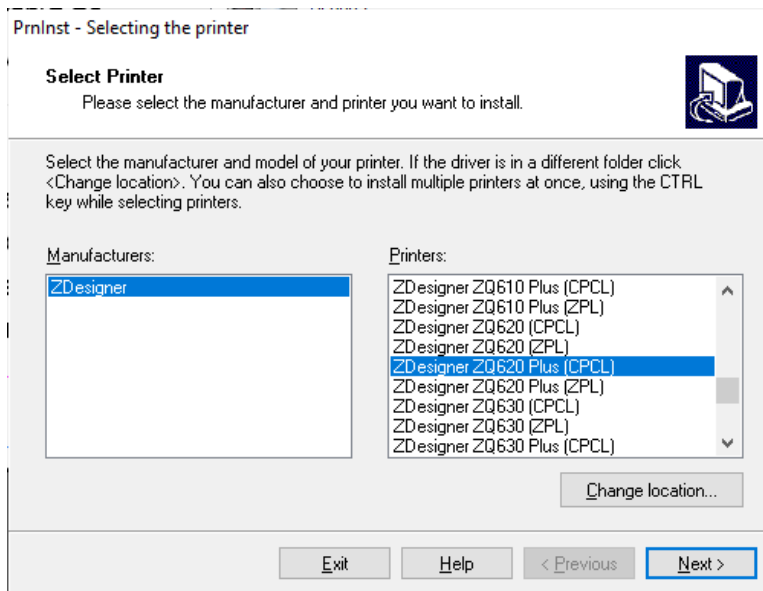 PrnInst - Selecting the printer
Select Printer
Please select the manufacturer and printer you want to install.
Select the manufacturer and model of your printer. If the driver is in a different folder click
<Change location>. You can also choose to install multiple printers at once, using the CTRL
key while selecting printers.
Manufacturers:
ZDesigner
Printers:
ZDesigner ZQ610 Plus (CPCL)
ZDesigner ZQ610 Plus (ZPL)
ZDesigner ZQ620 (CPCL)
ZDesigner ZQ620 (ZPL)
ZDesigner ZQ620 Plus (CPCL)
ZDesigner ZQ620 Plus (ZPL)
ZDesigner ZQ630 (CPCL)
ZDesigner ZQ630 (ZPL)
ZDesigner ZQ630 Plus (CPCL)
Change location...
Exit
Help
< Previous
Next >